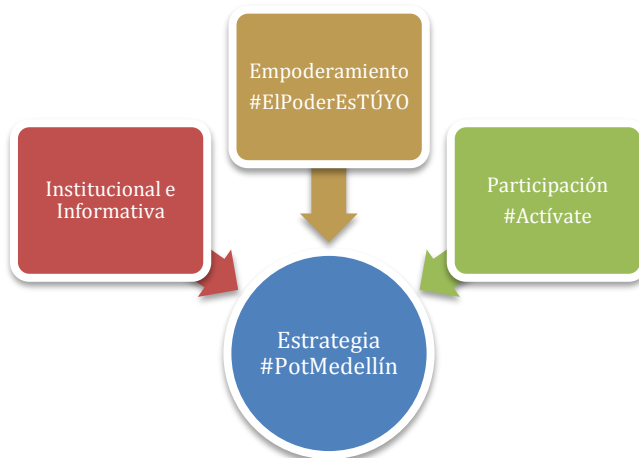 Empoderamiento
#ElPoderEsTÚYO
Institucional e
Informativa
Participación
#Actívate
Estrategia
#PotMedellín